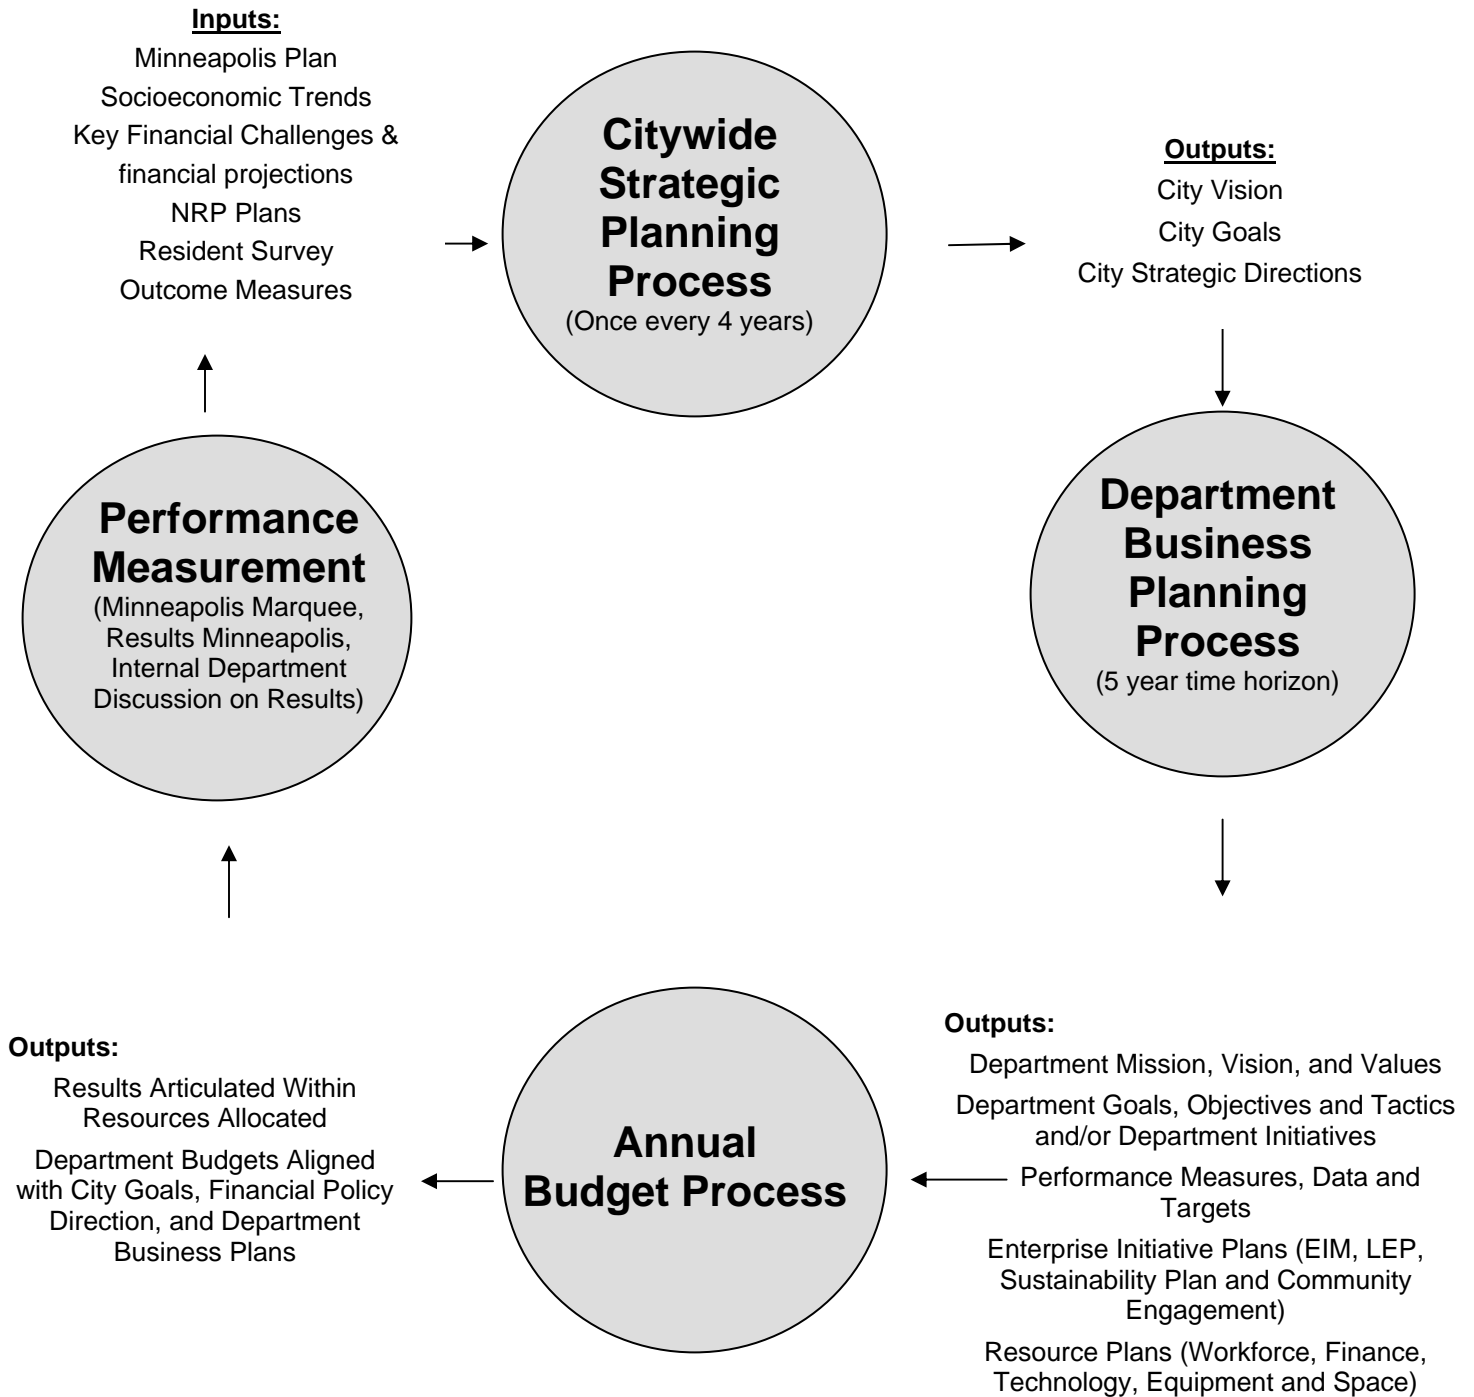 Inputs:
Minneapolis Plan
Socioeconomic Trends
Key Financial Challenges &
financial projections
NRP Plans
Resident Survey
Outcome Measures
Citywide
Strategic
Planning
Process
(Once every 4 years)
Outputs:
City Vision
City Goals
City Strategic Directions
Department
Business
Planning
Process
(5 year time horizon)
Outputs:
Department Mission, Vision, and Values
Department Goals, Objectives and Tactics
and/or Department Initiatives
Performance Measures, Data and
Targets
Enterprise Initiative Plans (EIM, LEP,
Sustainability Plan and Community
Engagement)
Resource Plans (Workforce, Finance,
Technology, Equipment and Space)
Annual
Budget Process
Outputs:
Results Articulated Within
Resources Allocated
Department Budgets Aligned
with City Goals, Financial Policy
Direction, and Department
Business Plans
Performance
Measurement
(Minneapolis Marquee,
Results Minneapolis,
Internal Department
Discussion on Results)